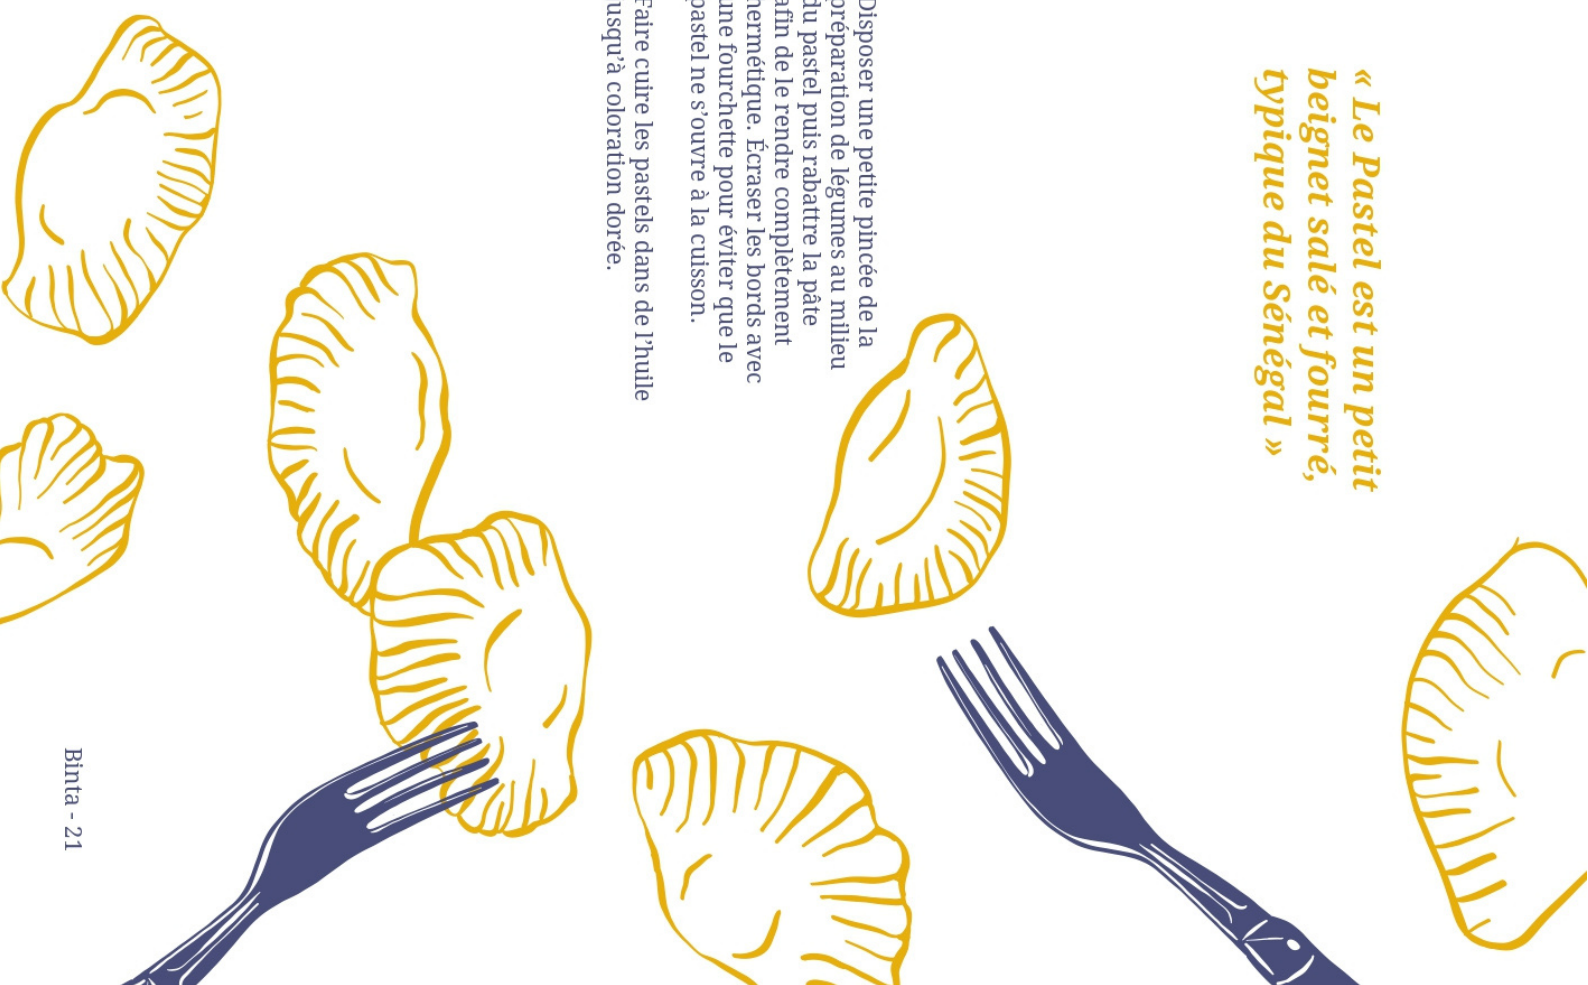 « Le Pastel est un petit
beignet salé et fourré,
typique du Sénégal »
Disposer une petite pincée de la
préparation de légumes au milieu
du pastel puis rabattre la pâte
afin de le rendre complètement
hermétique. Écraser les bords avec
une fourchette pour éviter que le
pastel ne s’ouvre à la cuisson.
Faire cuire les pastels dans de l’huile
jusqu’à coloration dorée.
Binta - 21